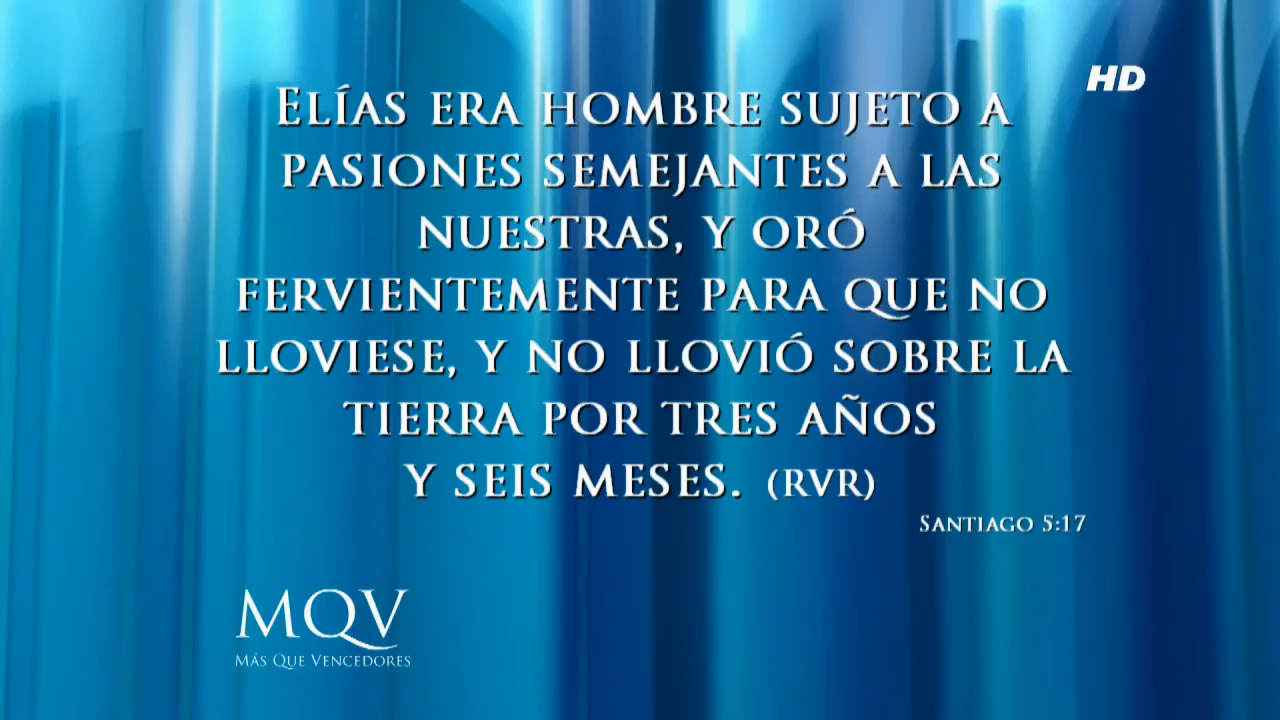 HD
Elías era hombre sujeto a
pasiones semejantes a las
nuestras, y oró
fervientemente para que no
lloviese, y no llovió sobre la
tierra por tres años
y seis meses. (RVR)
Santiago 5:17
MQV
Más Que Vencedores